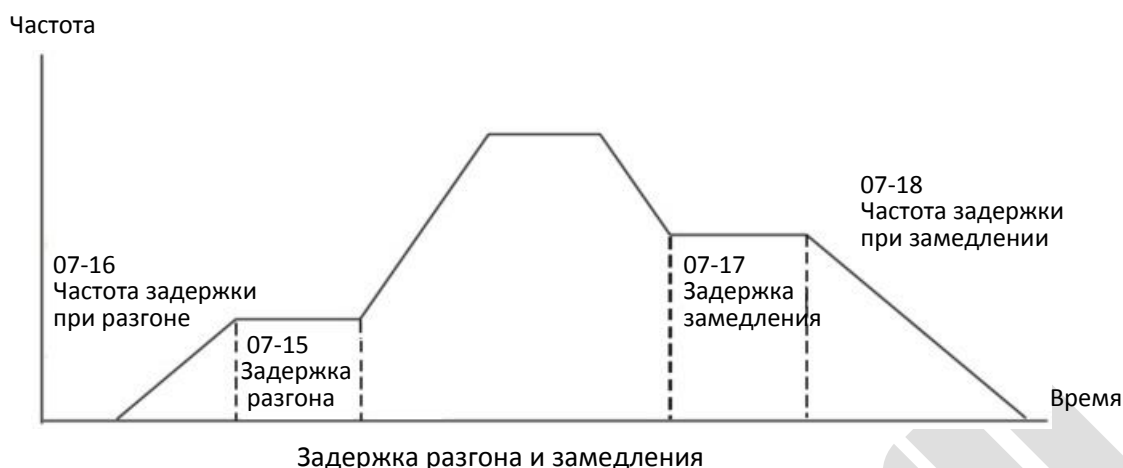 Частота
07-16
Частота задержки
при разгоне
07-15
Задержка
разгона
07-17
Задержка
замедления
07-18
Частота задержки
при замедлении
Время
Задержка разгона и замедления